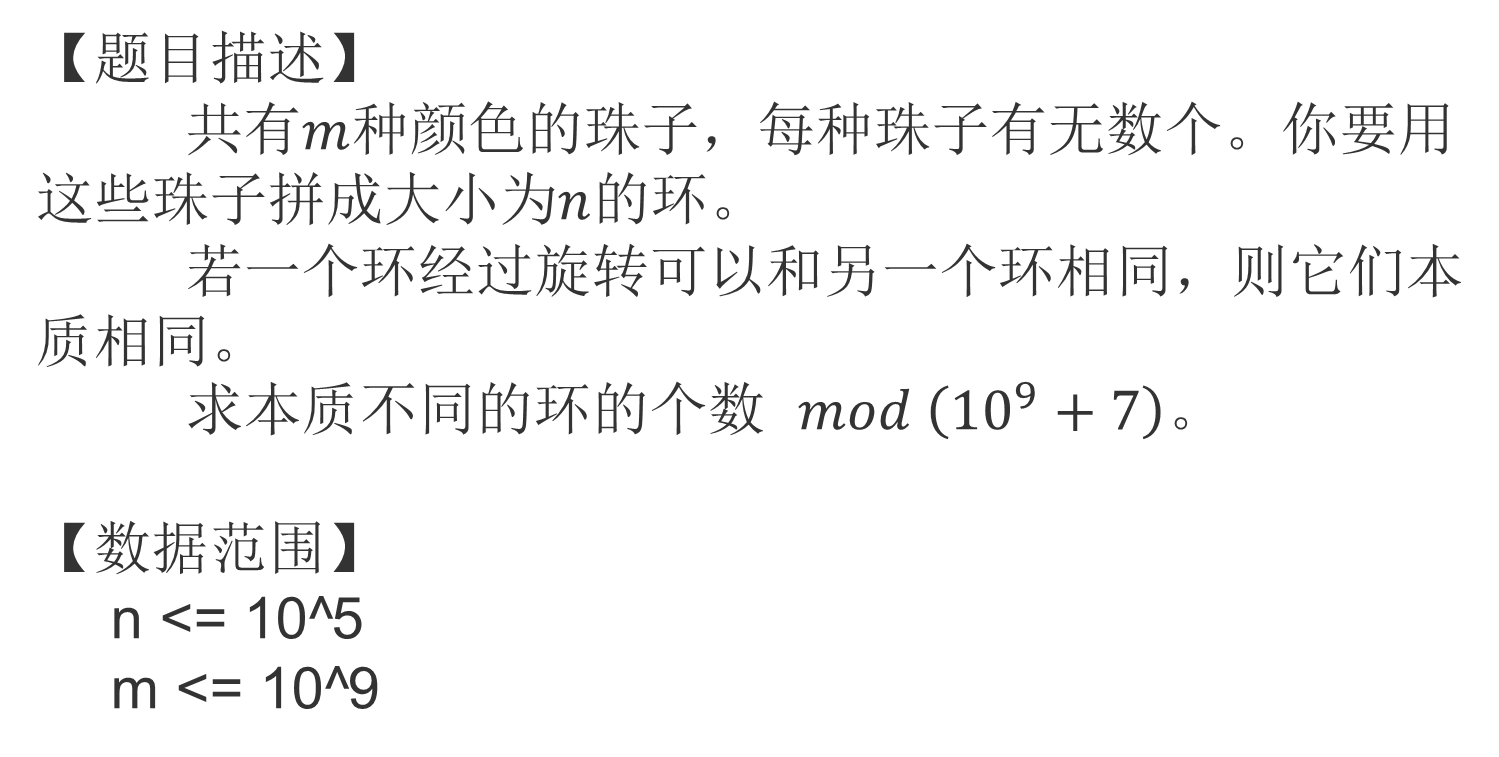 【题目描述】
共有m种颜色的珠子，每种珠子有无数个。你要用
这些珠子拼成大小为n的环。
若一个环经过旋转可以和另一个环相同，则它们本
质相同。
求本质不同的环的个数 mod (10⁹ + 7)。
【数据范围】
n <= 10^5
m <= 10^9